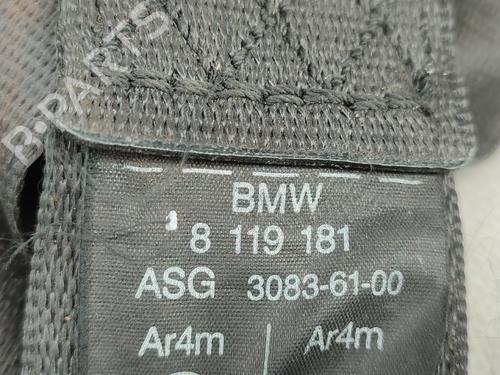 B-PARTS
BMW
8 119 181
ASG 3083-61-00
Ar4m Ar4m